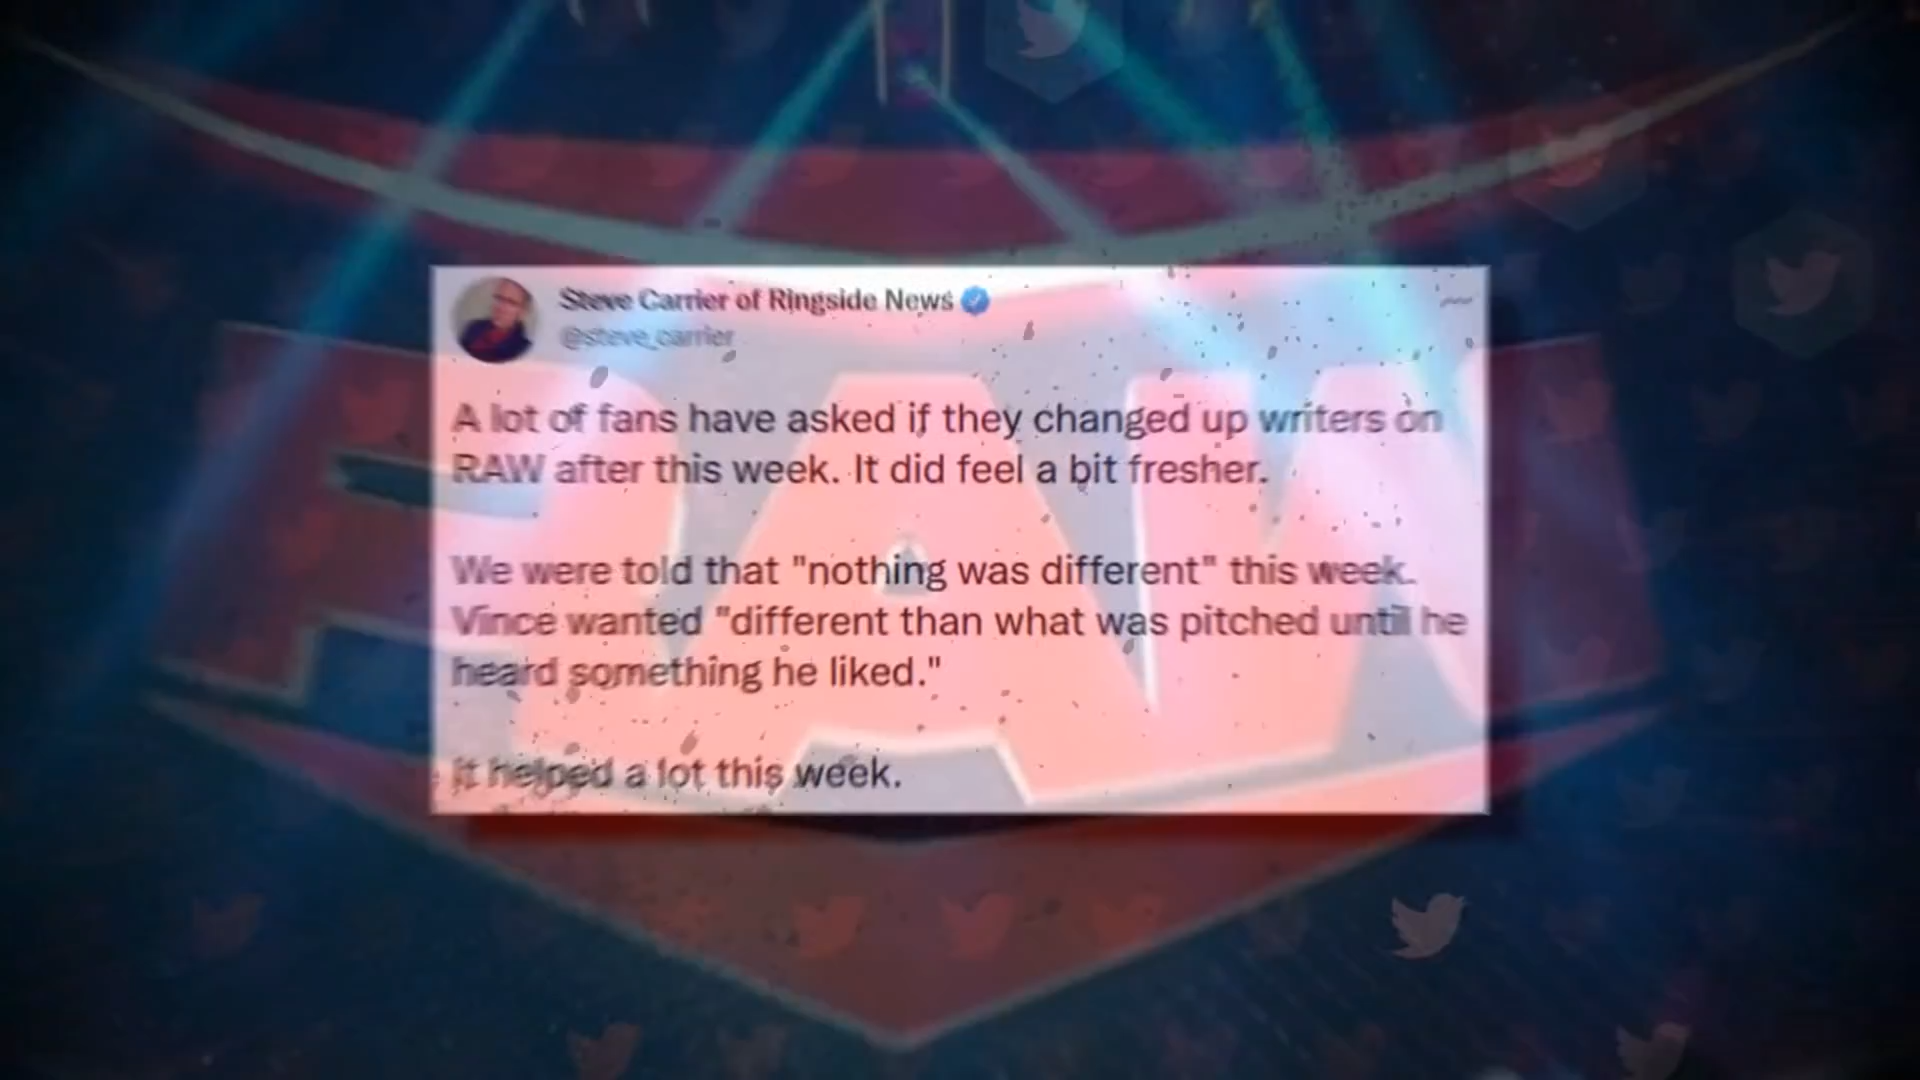 Steve Carrier of Ringside News
@steve_carrier
A lot of fans have asked if they changed up writers on
RAW after this week. It did feel a bit fresher.
We were told that "nothing was different" this week.
Vince wanted "different than what was pitched until he
heard something he liked."
It helped a lot this week.
RAW